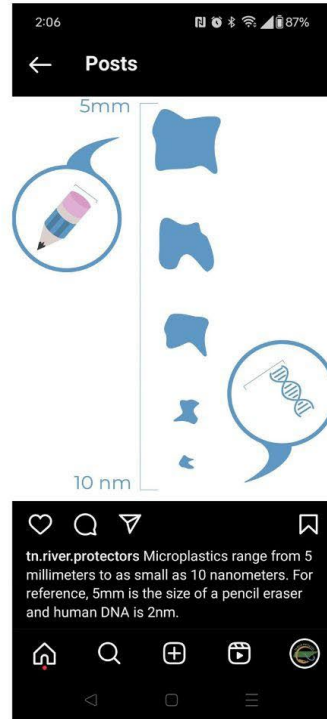 2:06 87%
Posts
5mm
10 nm
tn.river.protectors Microplastics range from 5
millimeters to as small as 10 nanometers. For
reference, 5mm is the size of a pencil eraser
and human DNA is 2nm.